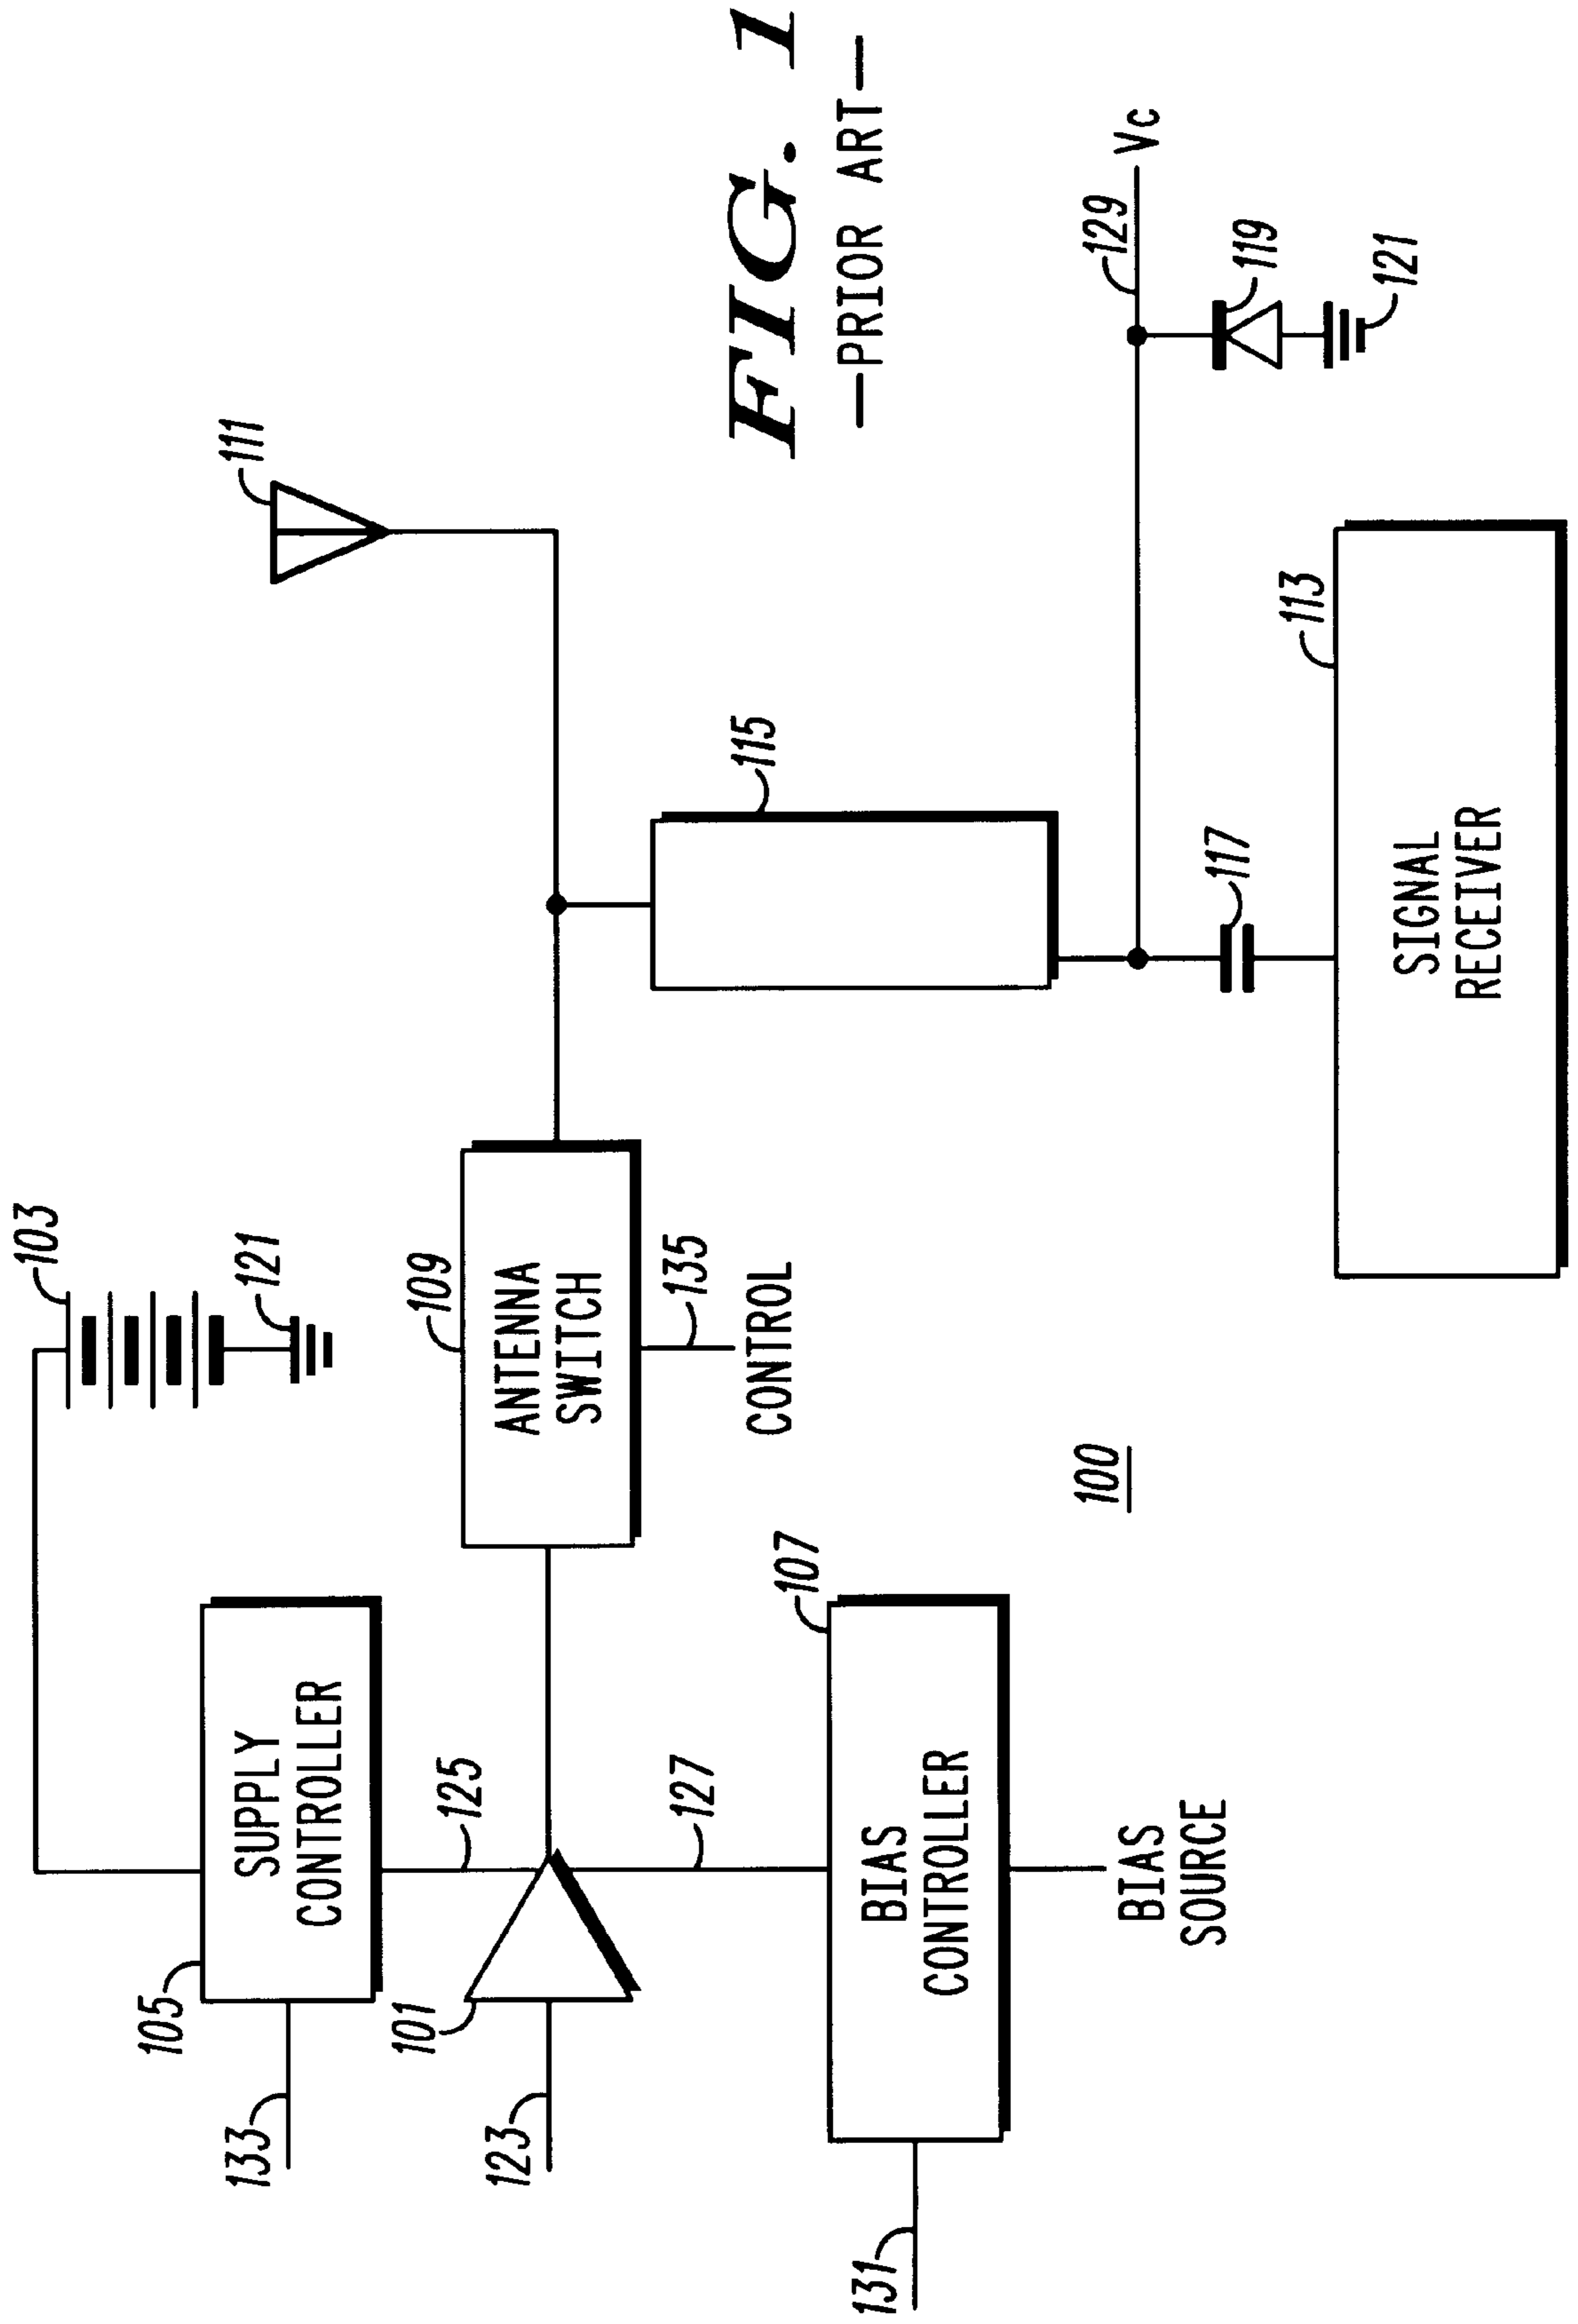 103
121
105
SUPPLY
CONTROLLER
133
111
109
ANTENNA
SWITCH
125
101
123
135
CONTROL
127
115
FIG. 1
—PRIOR ART—
107
BIAS
CONTROLLER
131
BIAS
SOURCE
100
129
Vc
117
119
121
113
SIGNAL
RECEIVER